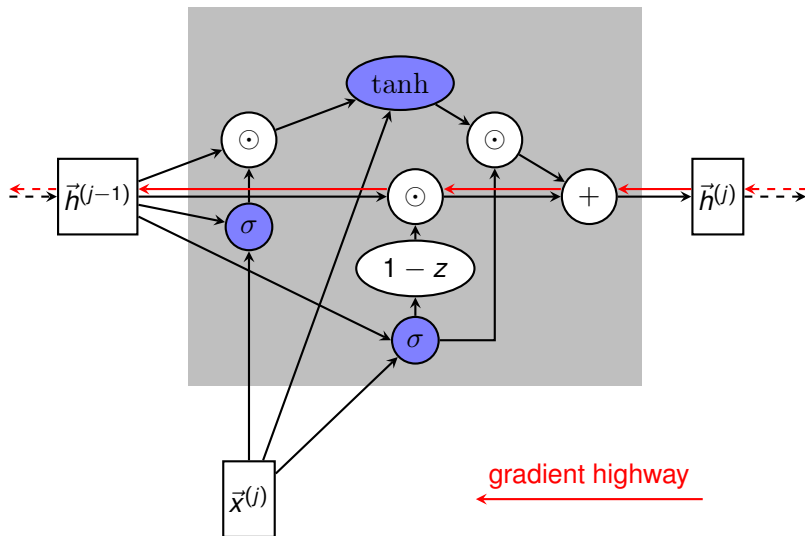 tanh
⊙ ⊙
h⃗⁽ʲ⁻¹⁾ ⊙ + h⃗⁽ʲ⁾
σ
1 − z
σ
gradient highway
x⃗⁽ʲ⁾